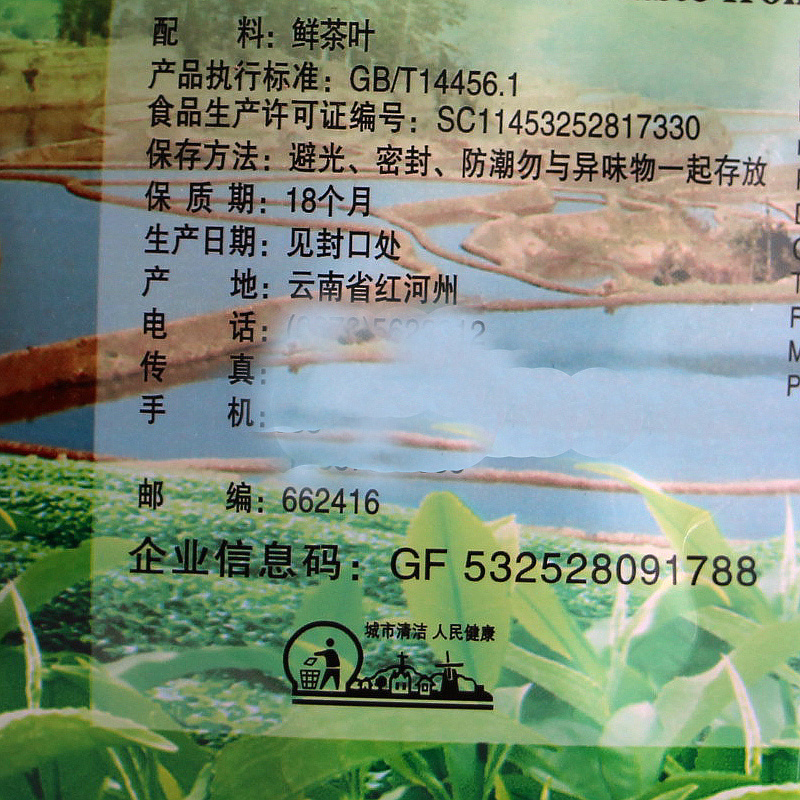 配 料：鲜茶叶
产品执行标准：GB/T14456.1
食品生产许可证编号：SC11453252817330
保存方法：避光、密封、防潮勿与异味物一起存放
保 质 期：18个月
生产日期：见封口处
产 地：云南省红河州
电 话：
传 真：
手 机：
邮 编：662416
企业信息码：GF 532528091788
城市清洁 人民健康